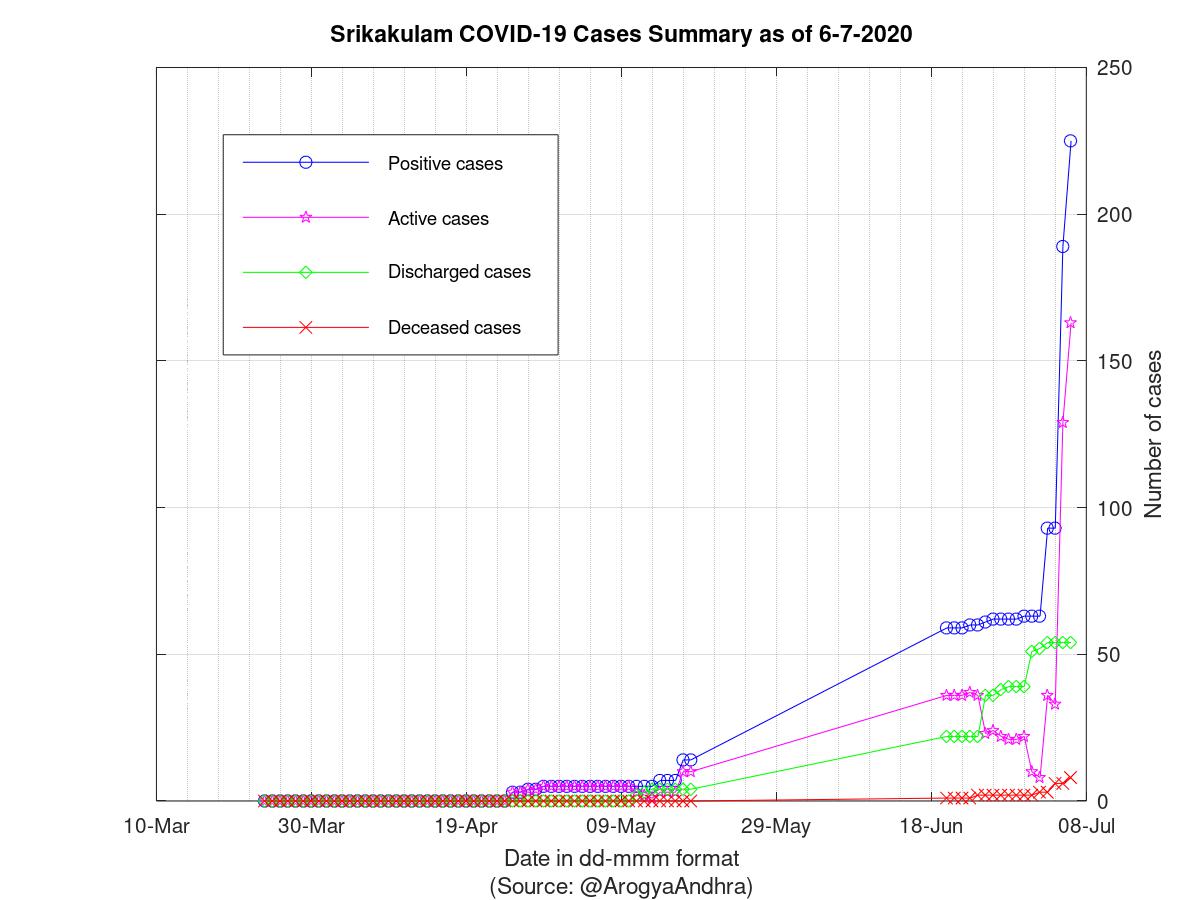 Srikakulam COVID-19 Cases Summary as of 6-7-2020
250
200
150
100
50
0
Number of cases
Positive cases
Active cases
Discharged cases
Deceased cases
10-Mar 30-Mar 19-Apr 09-May 29-May 18-Jun 08-Jul
Date in dd-mmm format
(Source: @ArogyaAndhra)